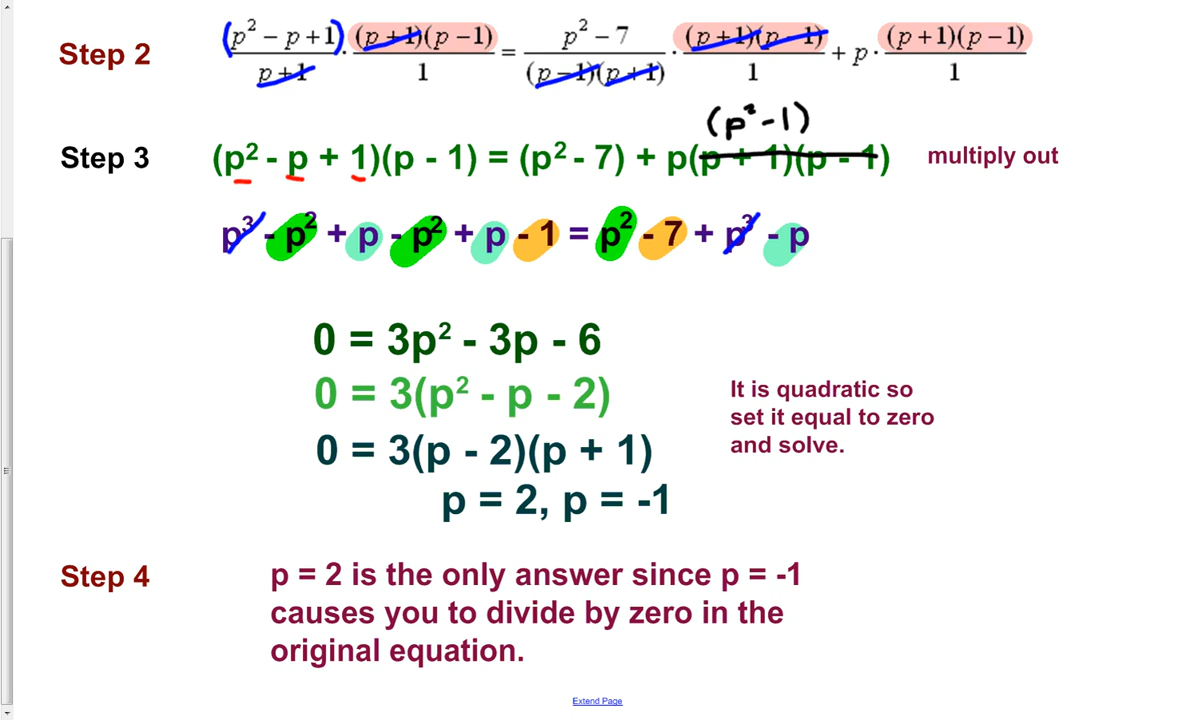 Step 2 (p² - p + 1)/(p + 1) · (p + 1)(p - 1)/1 = (p² - 7)/((p - 1)(p + 1)) · (p + 1)(p - 1)/1 + p · (p + 1)(p - 1)/1
(p² - 1)
Step 3 (p² - p + 1)(p - 1) = (p² - 7) + p(p + 1)(p - 1) multiply out
p³ - p² + p - p² + p - 1 = p² - 7 + p³ - p
0 = 3p² - 3p - 6
0 = 3(p² - p - 2)
It is quadratic so
set it equal to zero
and solve.
0 = 3(p - 2)(p + 1)
p = 2, p = -1
Step 4 p = 2 is the only answer since p = -1
causes you to divide by zero in the
original equation.
Extend Page